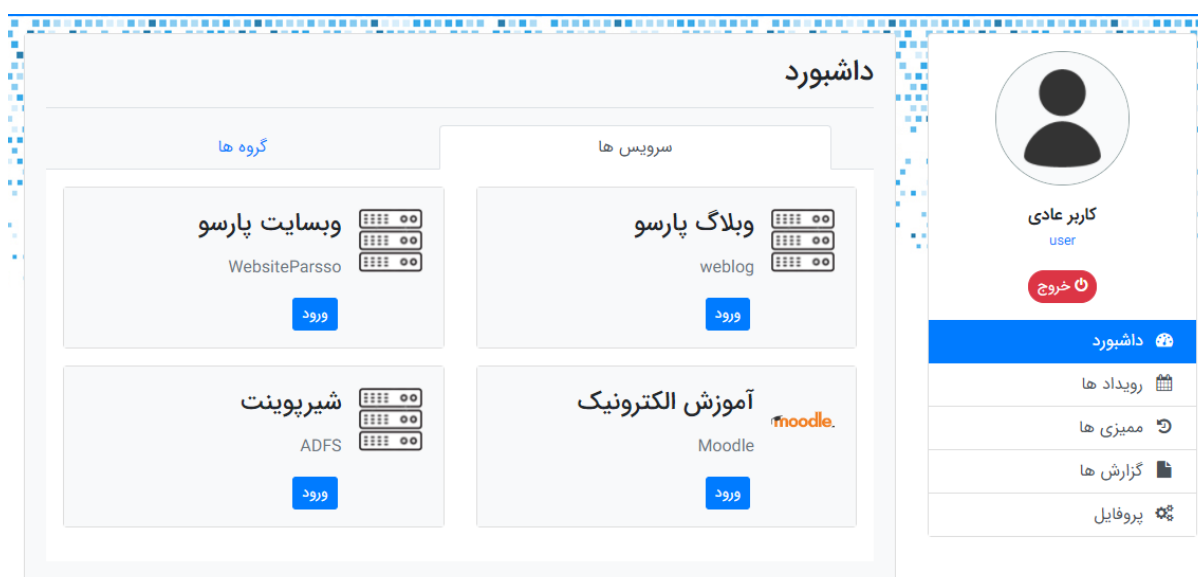 داشبورد
سرویس ها
گروه ها
وبلاگ پارسو
weblog
ورود
وبسایت پارسو
WebsiteParsso
ورود
آموزش الکترونیک
moodle.
Moodle
ورود
شیرپوینت
ADFS
ورود
کاربر عادی
user
خروج
داشبورد
رویداد ها
ممیزی ها
گزارش ها
پروفایل